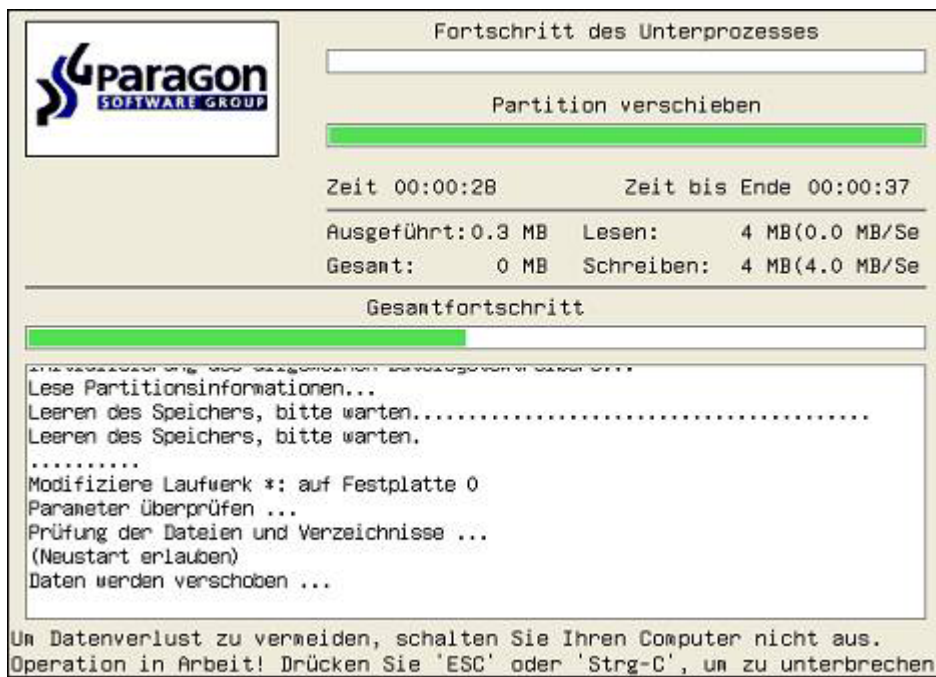 Paragon
SOFTWARE GROUP
Fortschritt des Unterprozesses
Partition verschieben
Zeit 00:00:28 Zeit bis Ende 00:00:37
Ausgeführt:0.3 MB Lesen: 4 MB(0.0 MB/Se
Gesamt: 0 MB Schreiben: 4 MB(4.0 MB/Se
Gesamtfortschritt
Initialisierung des allgemeinen Dateisystemtreibers...
Lese Partitionsinformationen...
Leeren des Speichers, bitte warten.........................................
Leeren des Speichers, bitte warten.
..........
Modifiziere Laufwerk *: auf Festplatte 0
Parameter überprüfen ...
Prüfung der Dateien und Verzeichnisse ...
(Neustart erlauben)
Daten werden verschoben ...
Um Datenverlust zu vermeiden, schalten Sie Ihren Computer nicht aus.
Operation in Arbeit! Drücken Sie 'ESC' oder 'Strg-C', um zu unterbrechen